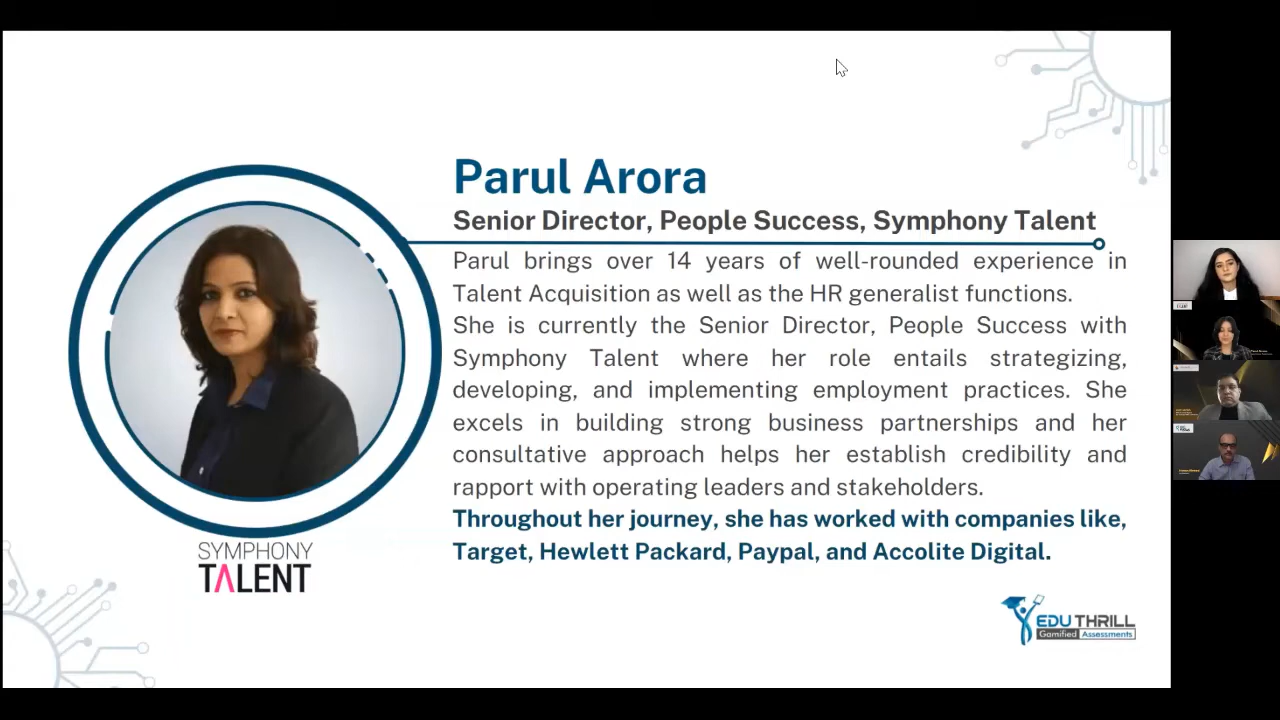 Parul Arora
Senior Director, People Success, Symphony Talent
Parul brings over 14 years of well-rounded experience in
Talent Acquisition as well as the HR generalist functions.
She is currently the Senior Director, People Success with
Symphony Talent where her role entails strategizing,
developing, and implementing employment practices. She
excels in building strong business partnerships and her
consultative approach helps her establish credibility and
rapport with operating leaders and stakeholders.
Throughout her journey, she has worked with companies like,
Target, Hewlett Packard, Paypal, and Accolite Digital.
SYMPHONY
TALENT
EDU THRILL
Gamified Assessments